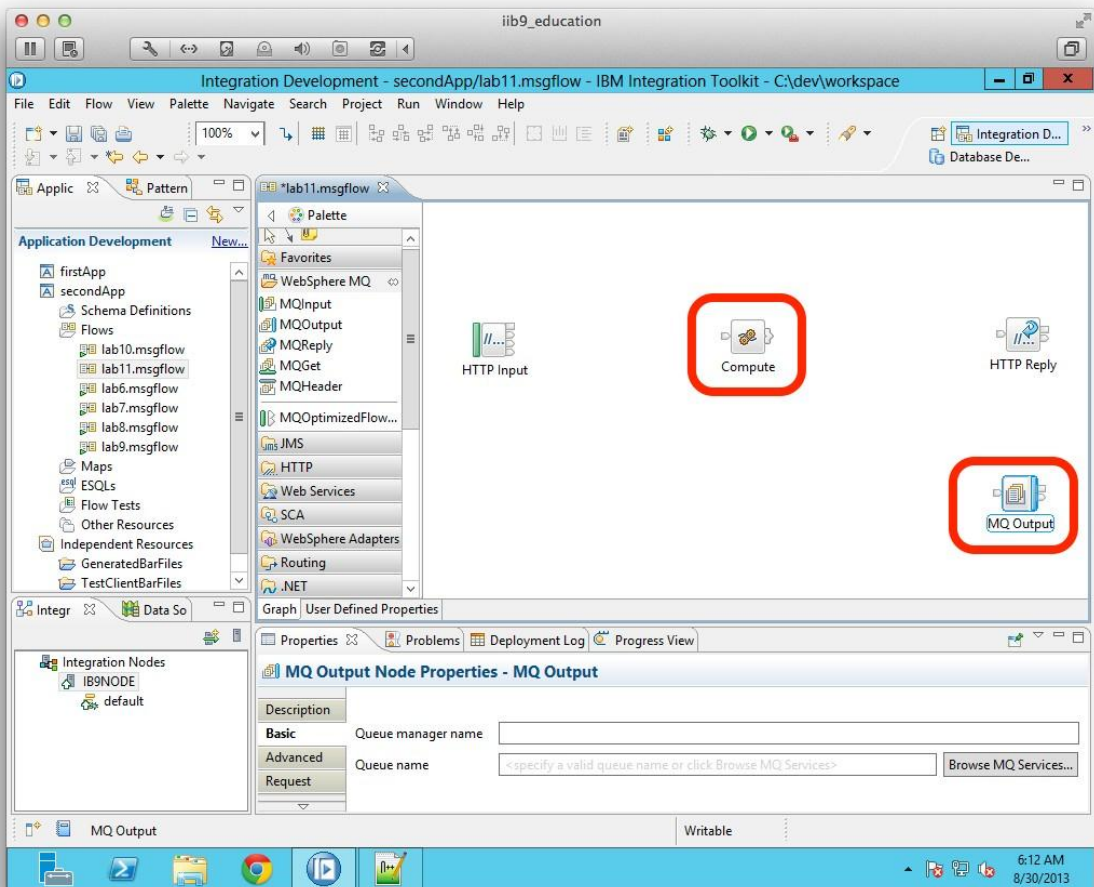 iib9_education
Integration Development - secondApp/lab11.msgflow - IBM Integration Toolkit - C:\dev\workspace
File Edit Flow View Palette Navigate Search Project Run Window Help
100%
Integration D...
Database De...
Applic
Pattern
*lab11.msgflow
Application Development
New...
firstApp
secondApp
Schema Definitions
Flows
lab10.msgflow
lab11.msgflow
lab6.msgflow
lab7.msgflow
lab8.msgflow
lab9.msgflow
Maps
ESQLs
Flow Tests
Other Resources
Independent Resources
GeneratedBarFiles
TestClientBarFiles
Palette
Favorites
WebSphere MQ
MQInput
MQOutput
MQReply
MQGet
MQHeader
MQOptimizedFlow...
JMS
HTTP
Web Services
SCA
WebSphere Adapters
Routing
.NET
HTTP Input
Compute
HTTP Reply
MQ Output
Graph User Defined Properties
Integr
Data So
Integration Nodes
IB9NODE
default
Properties
Problems
Deployment Log
Progress View
MQ Output Node Properties - MQ Output
Description
Basic
Advanced
Request
Queue manager name
Queue name
<specify a valid queue name or click Browse MQ Services>
Browse MQ Services...
MQ Output
Writable
6:12 AM
8/30/2013